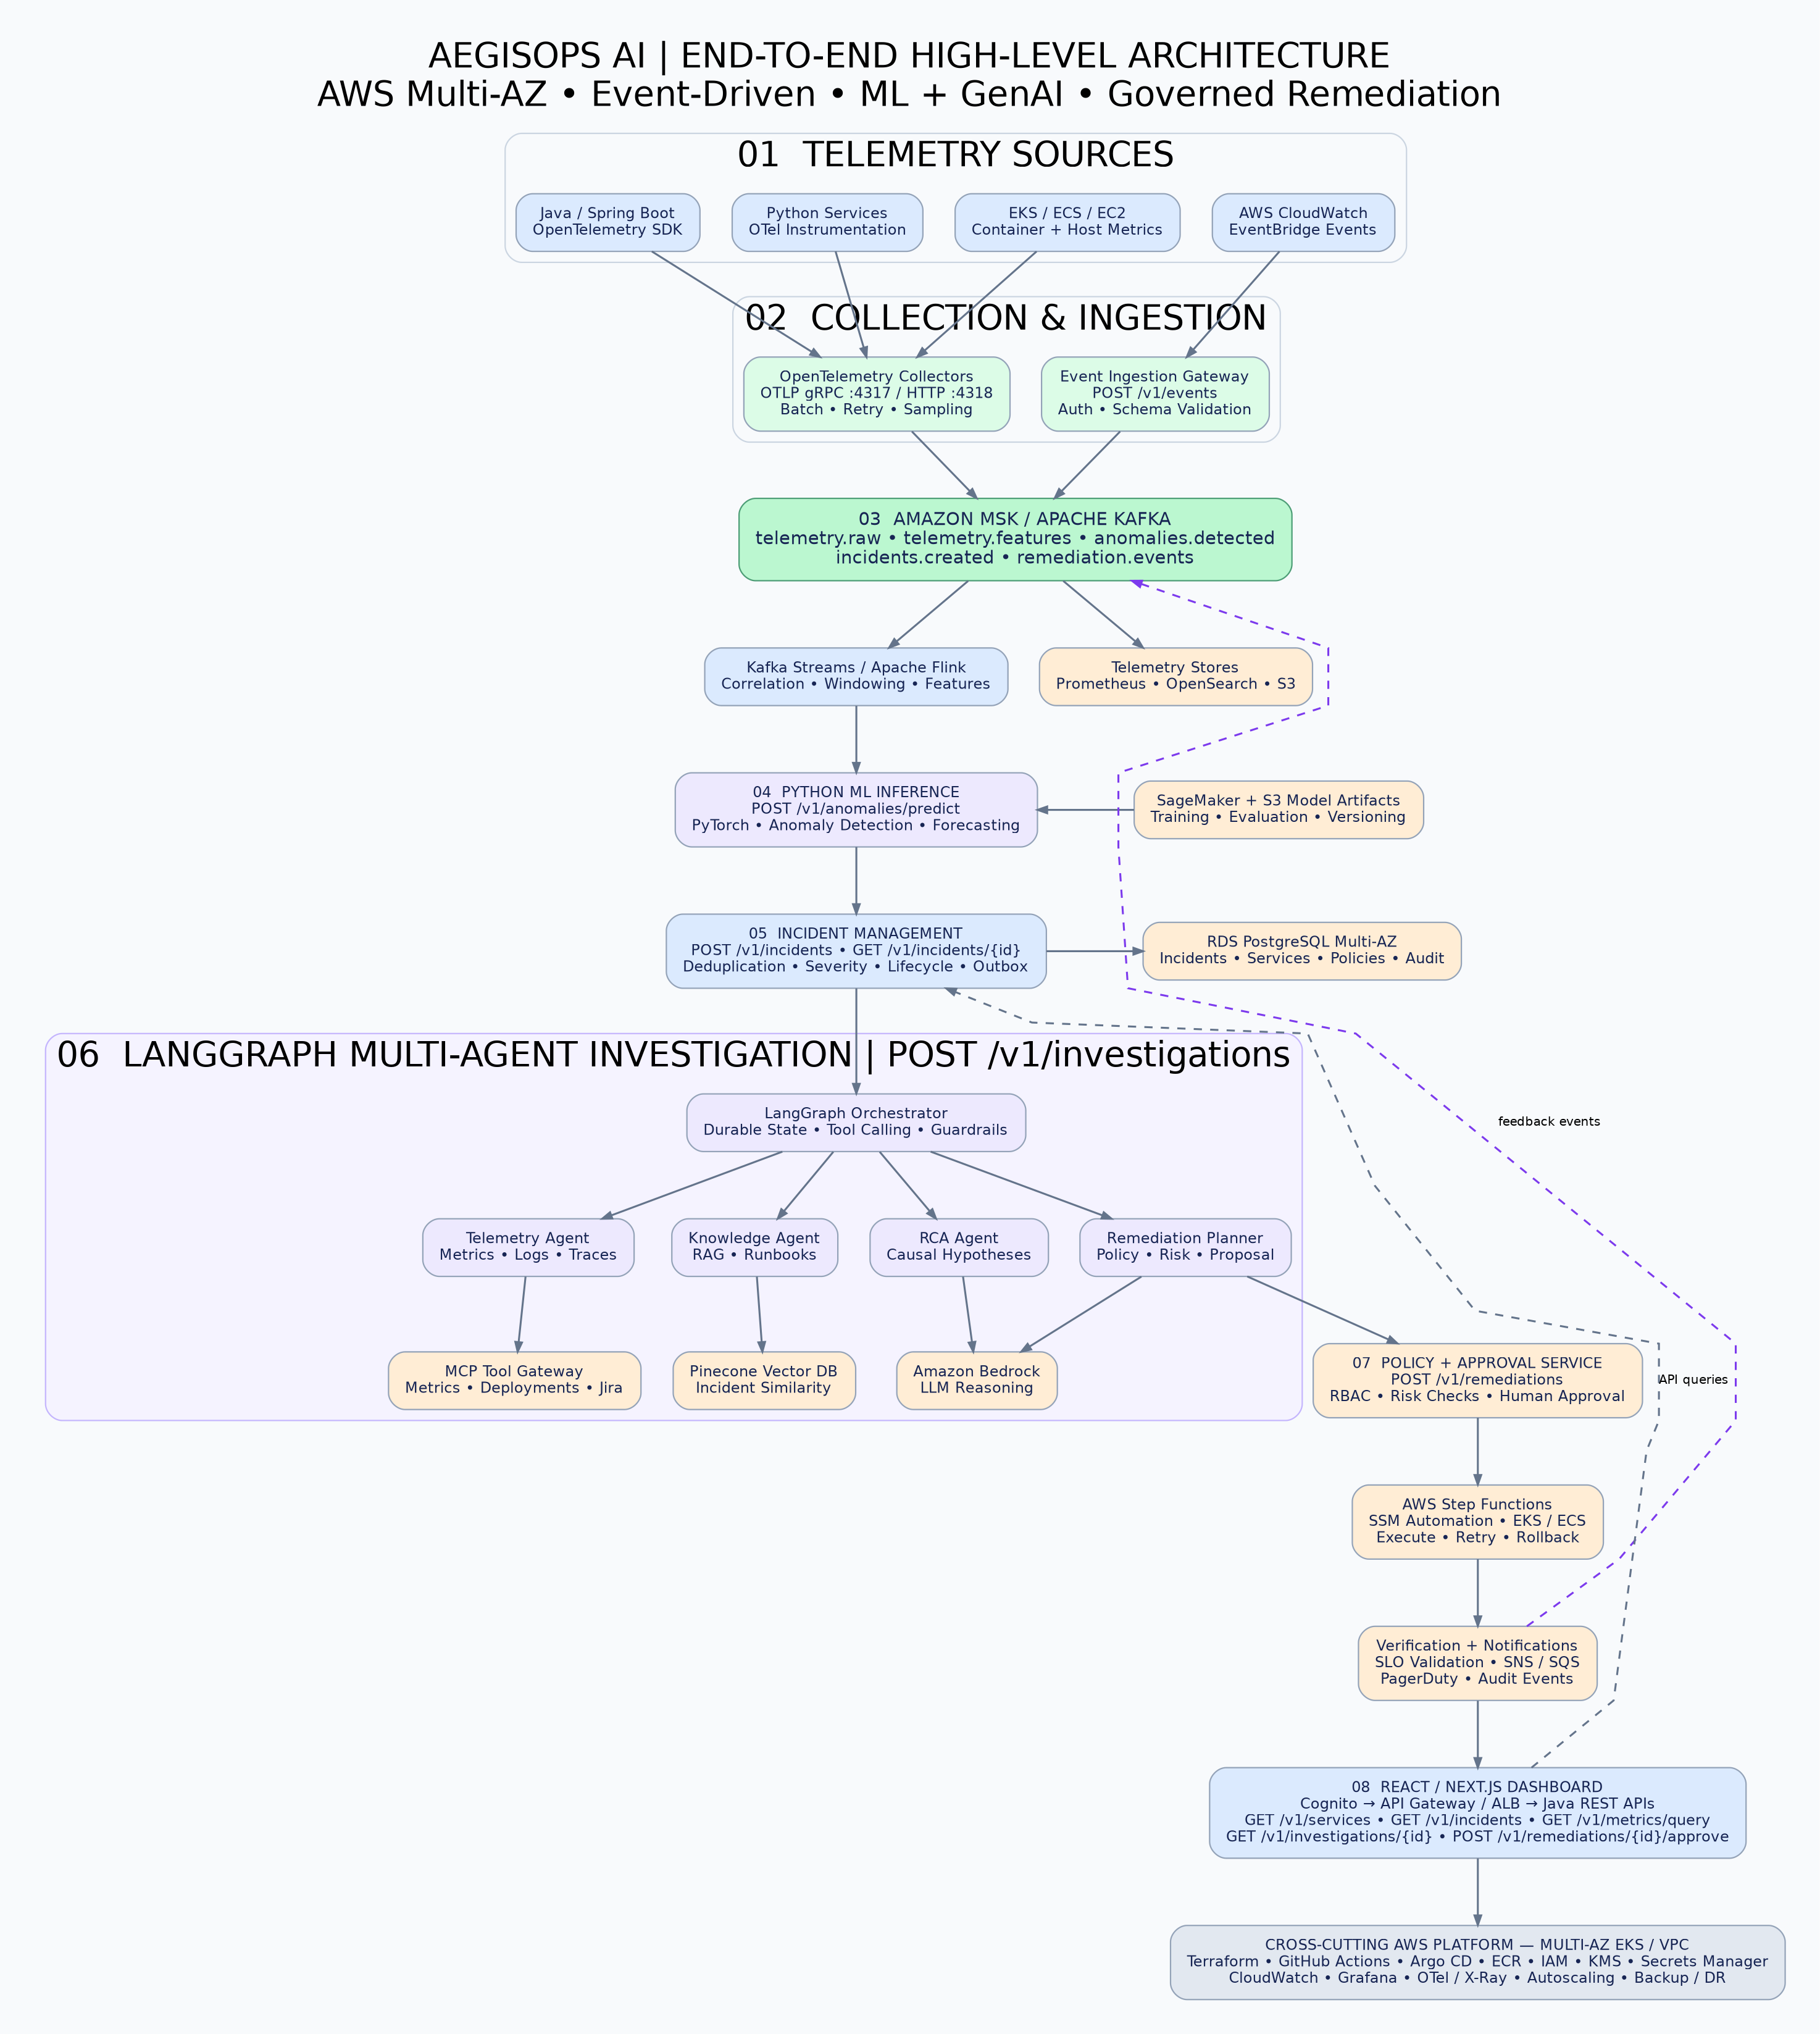 AEGISOPS AI | END-TO-END HIGH-LEVEL ARCHITECTURE
AWS Multi-AZ • Event-Driven • ML + GenAI • Governed Remediation
01 TELEMETRY SOURCES
Java / Spring Boot
OpenTelemetry SDK
Python Services
OTel Instrumentation
EKS / ECS / EC2
Container + Host Metrics
AWS CloudWatch
EventBridge Events
02 COLLECTION & INGESTION
OpenTelemetry Collectors
OTLP gRPC :4317 / HTTP :4318
Batch • Retry • Sampling
Event Ingestion Gateway
POST /v1/events
Auth • Schema Validation
03 AMAZON MSK / APACHE KAFKA
telemetry.raw • telemetry.features • anomalies.detected
incidents.created • remediation.events
Kafka Streams / Apache Flink
Correlation • Windowing • Features
Telemetry Stores
Prometheus • OpenSearch • S3
04 PYTHON ML INFERENCE
POST /v1/anomalies/predict
PyTorch • Anomaly Detection • Forecasting
SageMaker + S3 Model Artifacts
Training • Evaluation • Versioning
05 INCIDENT MANAGEMENT
POST /v1/incidents • GET /v1/incidents/{id}
Deduplication • Severity • Lifecycle • Outbox
RDS PostgreSQL Multi-AZ
Incidents • Services • Policies • Audit
06 LANGGRAPH MULTI-AGENT INVESTIGATION | POST /v1/investigations
LangGraph Orchestrator
Durable State • Tool Calling • Guardrails
feedback events
Telemetry Agent
Metrics • Logs • Traces
Knowledge Agent
RAG • Runbooks
RCA Agent
Causal Hypotheses
Remediation Planner
Policy • Risk • Proposal
MCP Tool Gateway
Metrics • Deployments • Jira
Pinecone Vector DB
Incident Similarity
Amazon Bedrock
LLM Reasoning
07 POLICY + APPROVAL SERVICE
POST /v1/remediations
RBAC • Risk Checks • Human Approval
API queries
AWS Step Functions
SSM Automation • EKS / ECS
Execute • Retry • Rollback
Verification + Notifications
SLO Validation • SNS / SQS
PagerDuty • Audit Events
08 REACT / NEXT.JS DASHBOARD
Cognito → API Gateway / ALB → Java REST APIs
GET /v1/services • GET /v1/incidents • GET /v1/metrics/query
GET /v1/investigations/{id} • POST /v1/remediations/{id}/approve
CROSS-CUTTING AWS PLATFORM — MULTI-AZ EKS / VPC
Terraform • GitHub Actions • Argo CD • ECR • IAM • KMS • Secrets Manager
CloudWatch • Grafana • OTel / X-Ray • Autoscaling • Backup / DR